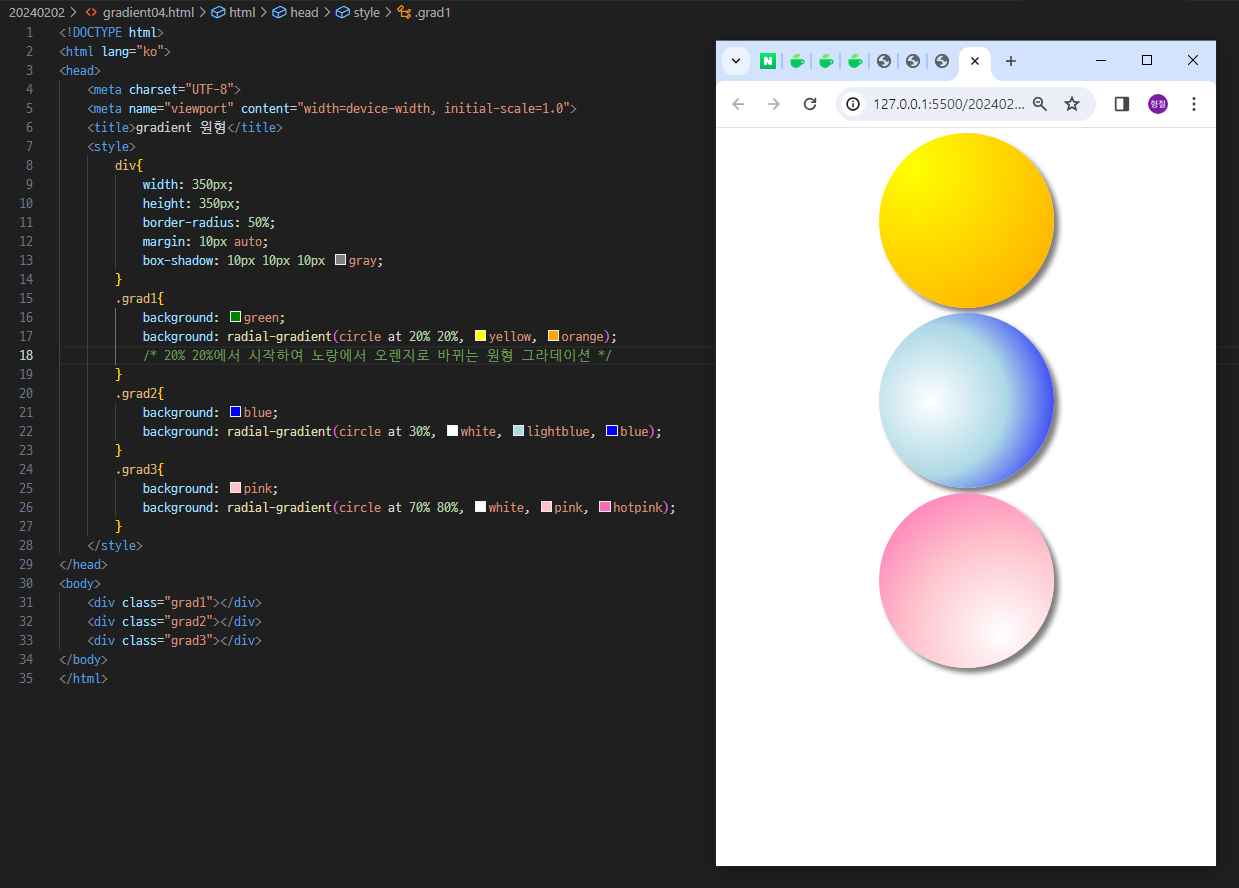 20240202 > <> gradient04.html > html > head > style > .grad1
1 <!DOCTYPE html>
2 <html lang="ko">
3 <head>
4 <meta charset="UTF-8">
5 <meta name="viewport" content="width=device-width, initial-scale=1.0">
6 <title>gradient 원형</title>
7 <style>
8 div{
9 width: 350px;
10 height: 350px;
11 border-radius: 50%;
12 margin: 10px auto;
13 box-shadow: 10px 10px 10px gray;
14 }
15 .grad1{
16 background: green;
17 background: radial-gradient(circle at 20% 20%, yellow, orange);
18 /* 20% 20%에서 시작하여 노랑에서 오렌지로 바뀌는 원형 그라데이션 */
19 }
20 .grad2{
21 background: blue;
22 background: radial-gradient(circle at 30%, white, lightblue, blue);
23 }
24 .grad3{
25 background: pink;
26 background: radial-gradient(circle at 70% 80%, white, pink, hotpink);
27 }
28 </style>
29 </head>
30 <body>
31 <div class="grad1"></div>
32 <div class="grad2"></div>
33 <div class="grad3"></div>
34 </body>
35 </html>
N
127.0.0.1:5500/202402...
형철